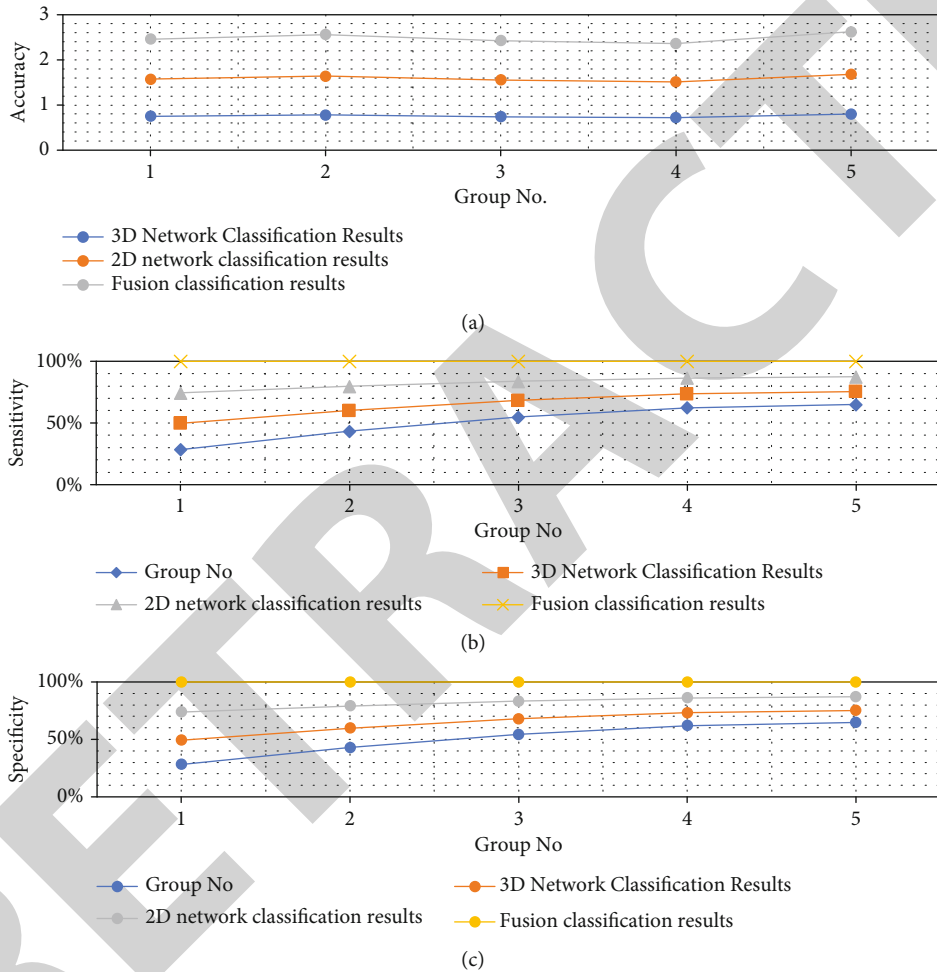 3
2
1
0
Accuracy
1 2 3 4 5
Group No.
3D Network Classification Results
2D network classification results
Fusion classification results
(a)
100%
50%
0%
Sensitivity
1 2 3 4 5
Group No
Group No 3D Network Classification Results
2D network classification results Fusion classification results
(b)
100%
50%
0%
Specificity
1 2 3 4 5
Group No
Group No 3D Network Classification Results
2D network classification results Fusion classification results
(c)
RETRACT